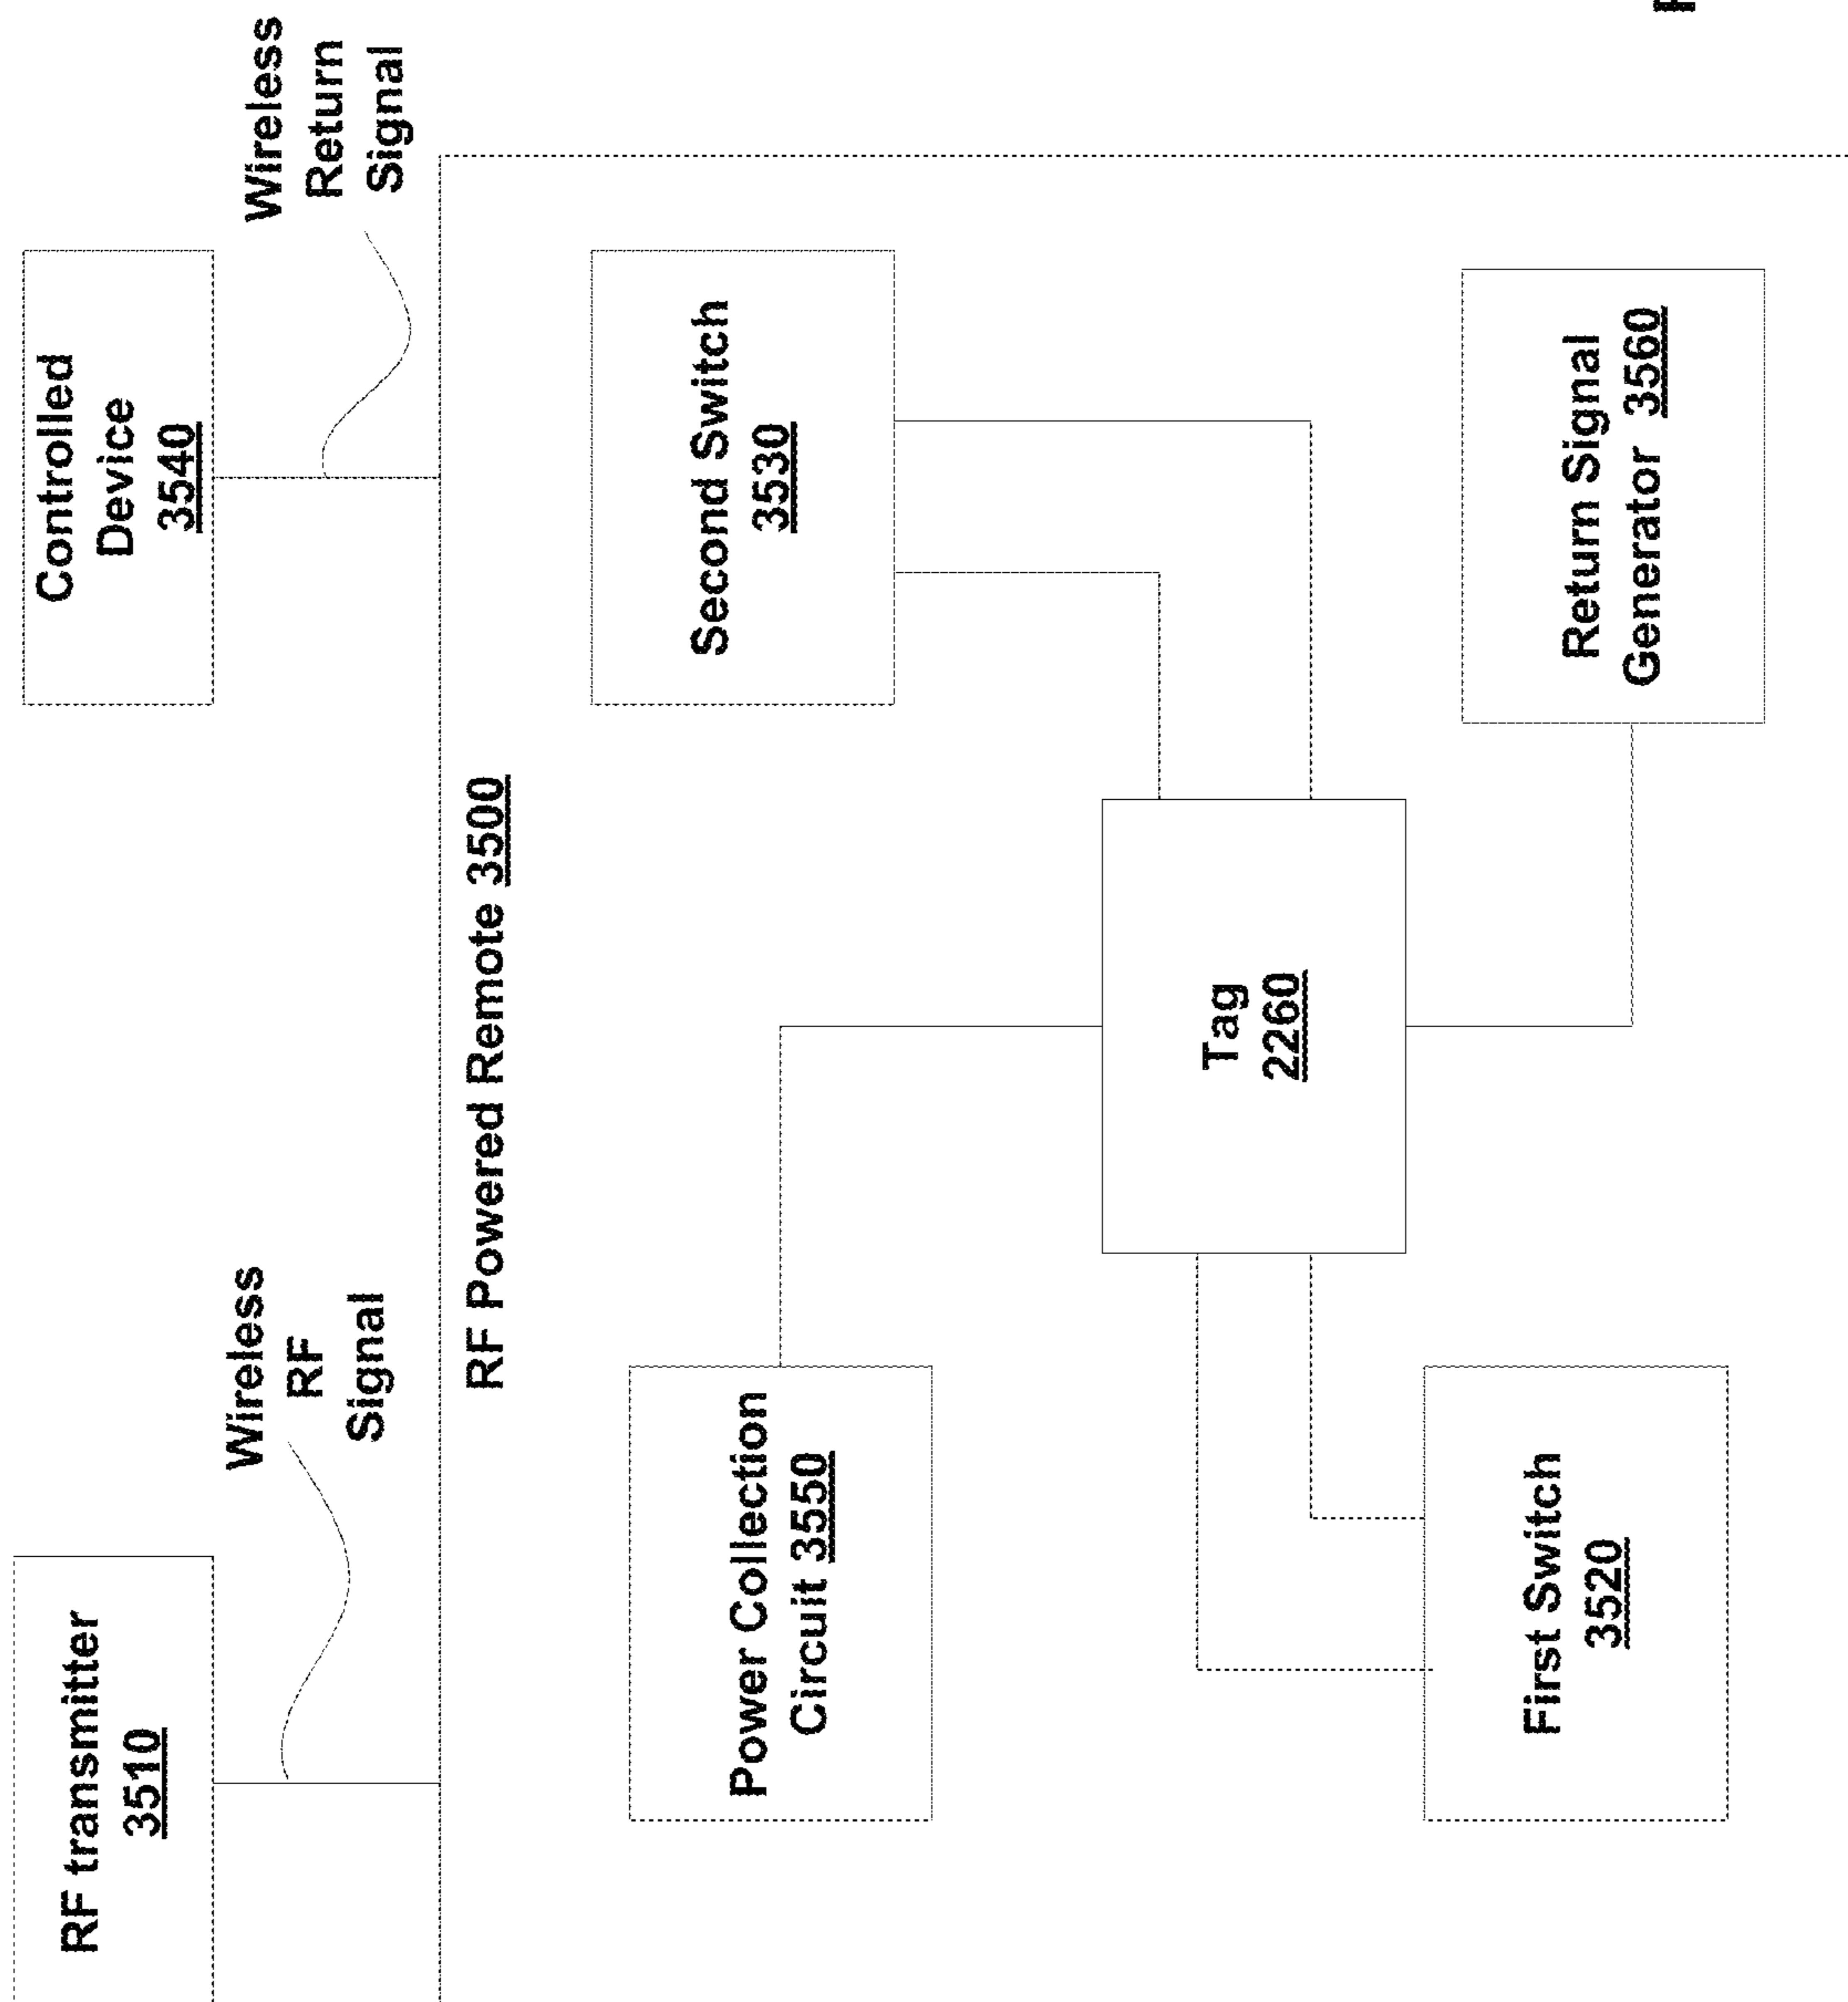 RF transmitter
3510
Wireless
RF
Signal
Controlled
Device
3540
Wireless
Return
Signal
RF Powered Remote 3500
Power Collection
Circuit 3550
Second Switch
3530
Tag
2260
First Switch
3520
Return Signal
Generator 3560